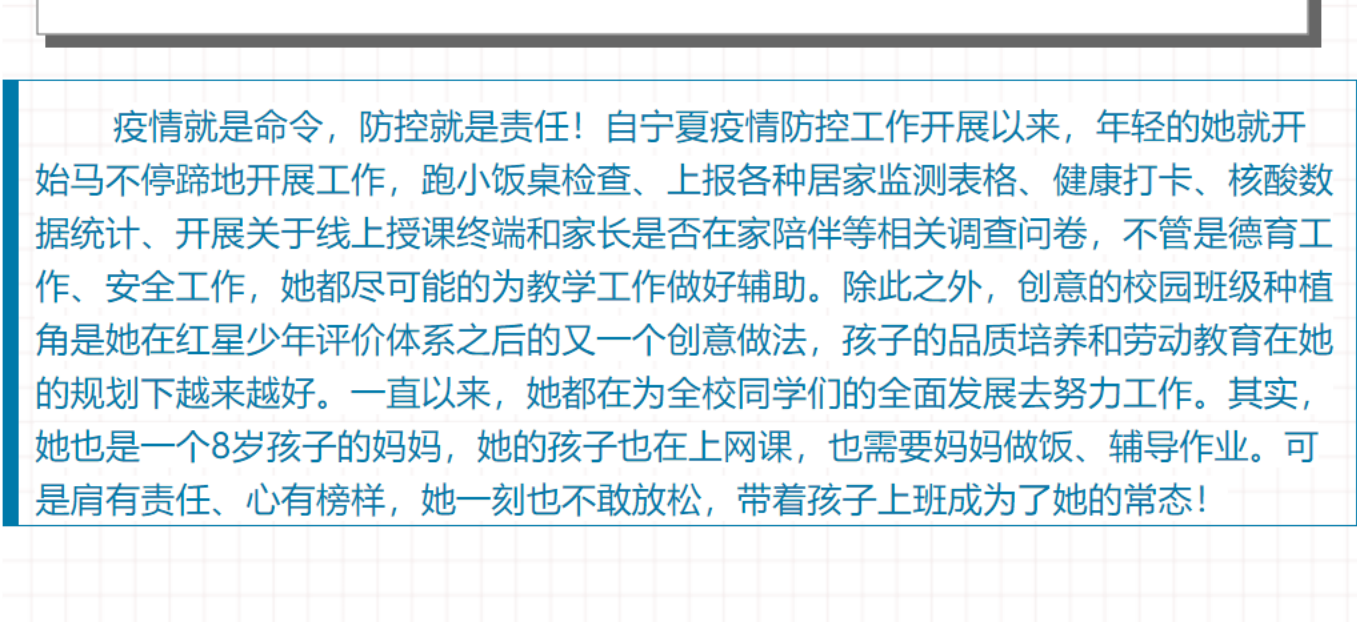 疫情就是命令，防控就是责任！自宁夏疫情防控工作开展以来，年轻的她就开
始马不停蹄地开展工作，跑小饭桌检查、上报各种居家监测表格、健康打卡、核酸数
据统计、开展关于线上授课终端和家长是否在家陪伴等相关调查问卷，不管是德育工
作、安全工作，她都尽可能的为教学工作做好辅助。除此之外，创意的校园班级种植
角是她在红星少年评价体系之后的又一个创意做法，孩子的品质培养和劳动教育在她
的规划下越来越好。一直以来，她都在为全校同学们的全面发展去努力工作。其实，
她也是一个8岁孩子的妈妈，她的孩子也在上网课，也需要妈妈做饭、辅导作业。可
是肩有责任、心有榜样，她一刻也不敢放松，带着孩子上班成为了她的常态！